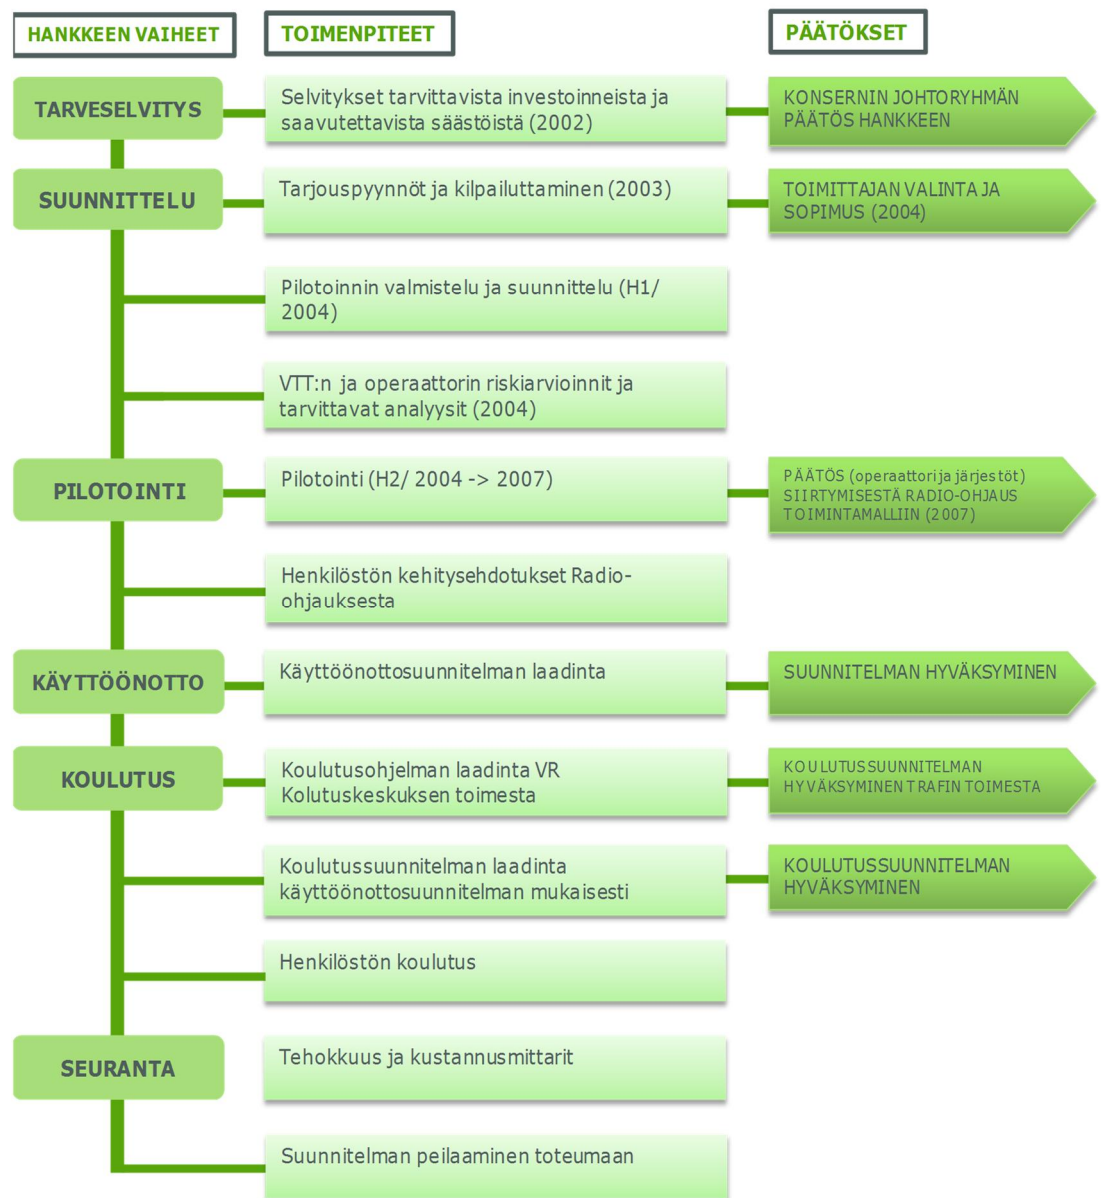 HANKKEEN VAIHEET
TOIMENPITEET
PÄÄTÖKSET
TARVESELVITYS
Selvitykset tarvittavista investoinneista ja
saavutettavista säästöistä (2002)
KONSERNIN JOHTORYHMÄN
PÄÄTÖS HANKKEEN
SUUNNITTELU
Tarjouspyynnöt ja kilpailuttaminen (2003)
TOIMITTAJAN VALINTA JA
SOPIMUS (2004)
Pilotoinnin valmistelu ja suunnittelu (H1/
2004)
VTT:n ja operaattorin riskiarvioinnit ja
tarvittavat analyysit (2004)
PILOTOINTI
Pilotointi (H2/ 2004 -> 2007)
PÄÄTÖS (operaattori ja järjestöt)
SIIRTYMISESTÄ RADIO-OHJAUS
TOIMINTAMALLIIN (2007)
Henkilöstön kehitysehdotukset Radio-
ohjauksesta
KÄYTTÖÖNOTTO
Käyttöönottosuunnitelman laadinta
SUUNNITELMAN HYVÄKSYMINEN
KOULUTUS
Koulutusohjelman laadinta VR
Kolutuskeskuksen toimesta
KOULUTUSSUUNNITELMAN
HYVÄKSYMINEN TRAFIN TOIMESTA
Koulutussuunnitelman laadinta
käyttöönottosuunnitelman mukaisesti
KOULUTUSSUUNNITELMAN
HYVÄKSYMINEN
Henkilöstön koulutus
SEURANTA
Tehokkuus ja kustannusmittarit
Suunnitelman peilaaminen toteumaan